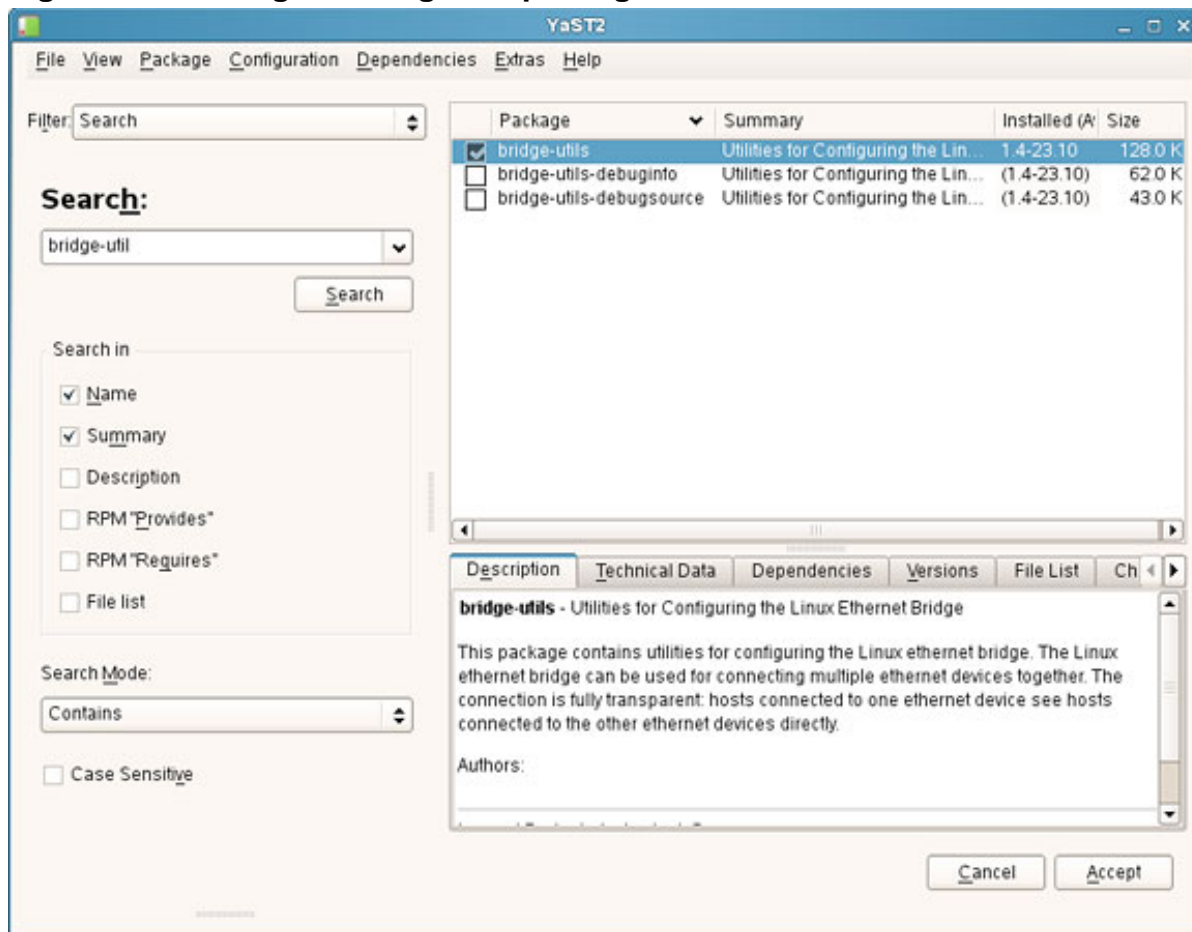 YaST2
File View Package Configuration Dependencies Extras Help
Filter: Search
Search:
bridge-util
Search
Search in
Name
Summary
Description
RPM "Provides"
RPM "Requires"
File list
Search Mode:
Contains
Case Sensitive
Package Summary Installed (A Size
bridge-utils Utilities for Configuring the Lin... 1.4-23.10 128.0 K
bridge-utils-debuginfo Utilities for Configuring the Lin... (1.4-23.10) 62.0 K
bridge-utils-debugsource Utilities for Configuring the Lin... (1.4-23.10) 43.0 K
Description Technical Data Dependencies Versions File List Ch
bridge-utils - Utilities for Configuring the Linux Ethernet Bridge
This package contains utilities for configuring the Linux ethernet bridge. The Linux
ethernet bridge can be used for connecting multiple ethernet devices together. The
connection is fully transparent: hosts connected to one ethernet device see hosts
connected to the other ethernet devices directly.
Authors:
Cancel Accept